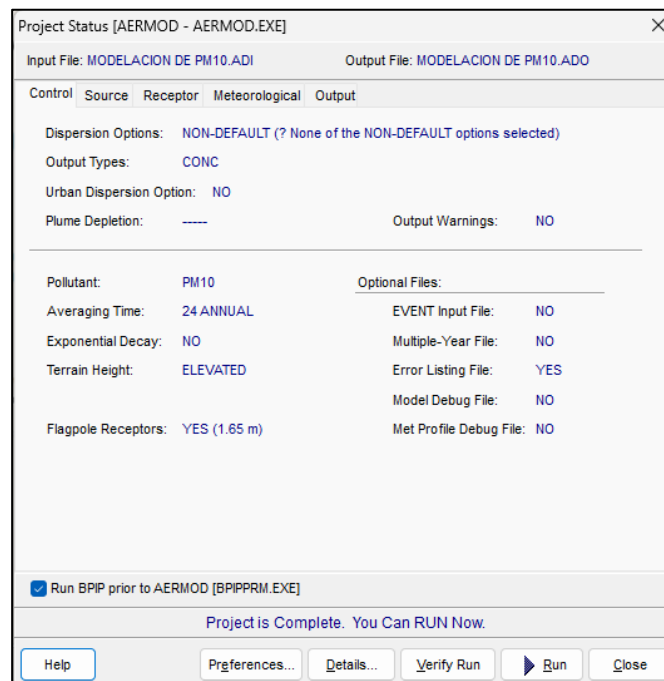 Project Status [AERMOD - AERMOD.EXE]
Input File: MODELACION DE PM10.ADI Output File: MODELACION DE PM10.ADO
Control Source Receptor Meteorological Output
Dispersion Options: NON-DEFAULT (? None of the NON-DEFAULT options selected)
Output Types: CONC
Urban Dispersion Option: NO
Plume Depletion: ----- Output Warnings: NO
Pollutant: PM10 Optional Files:
Averaging Time: 24 ANNUAL EVENT Input File: NO
Exponential Decay: NO Multiple-Year File: NO
Terrain Height: ELEVATED Error Listing File: YES
Model Debug File: NO
Flagpole Receptors: YES (1.65 m) Met Profile Debug File: NO
Run BPIP prior to AERMOD [BPIPPRM.EXE]
Project is Complete. You Can RUN Now.
Help Preferences... Details... Verify Run Run Close